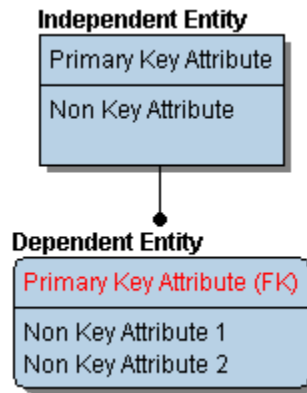 Independent Entity
Primary Key Attribute
Non Key Attribute
Dependent Entity
Primary Key Attribute (FK)
Non Key Attribute 1
Non Key Attribute 2